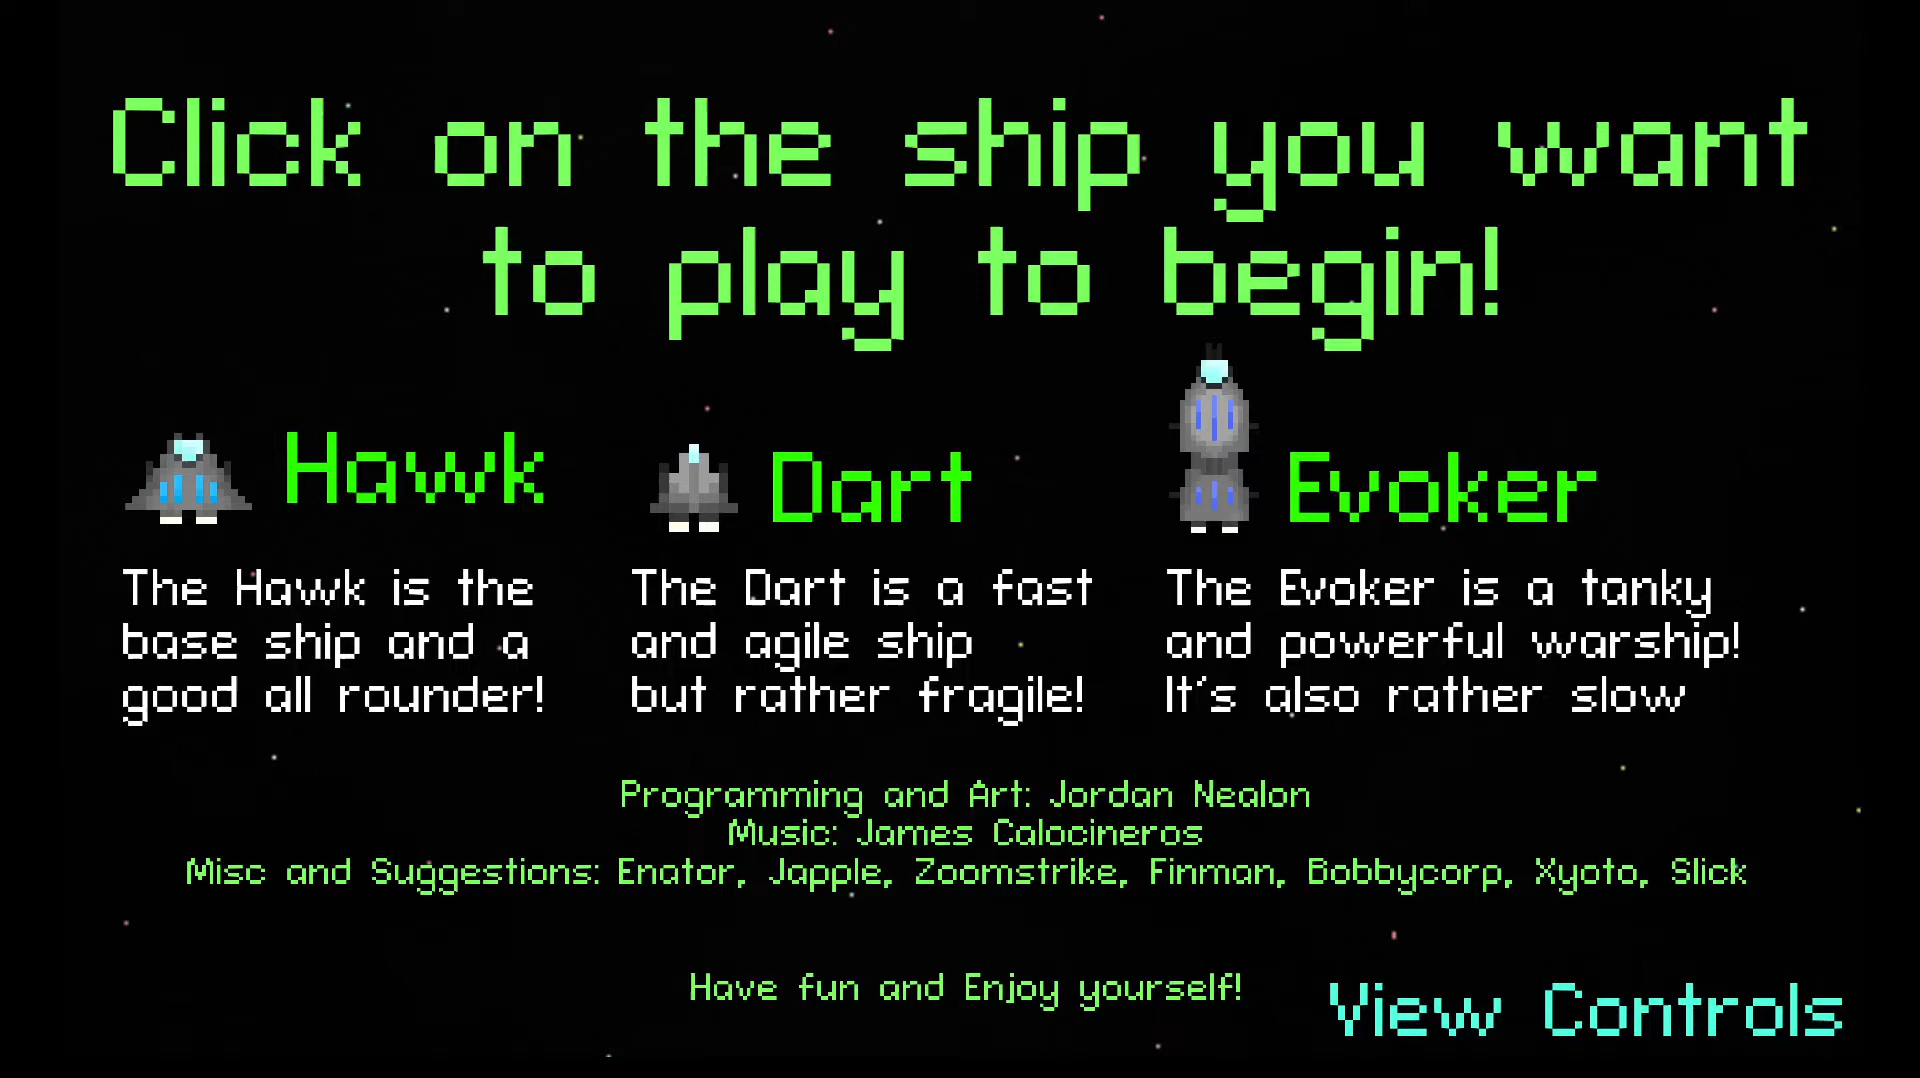 Click on the ship you want
to play to begin!
Hawk
Dart
Evoker
The Hawk is the
base ship and a
good all rounder!
The Dart is a fast
and agile ship
but rather fragile!
The Evoker is a tanky
and powerful warship!
It's also rather slow
Programming and Art: Jordan Nealon
Music: James Calocineros
Misc and Suggestions: Enator, Japple, Zoomstrike, Finman, Bobbycorp, Xyoto, Slick
Have fun and Enjoy yourself!
View Controls